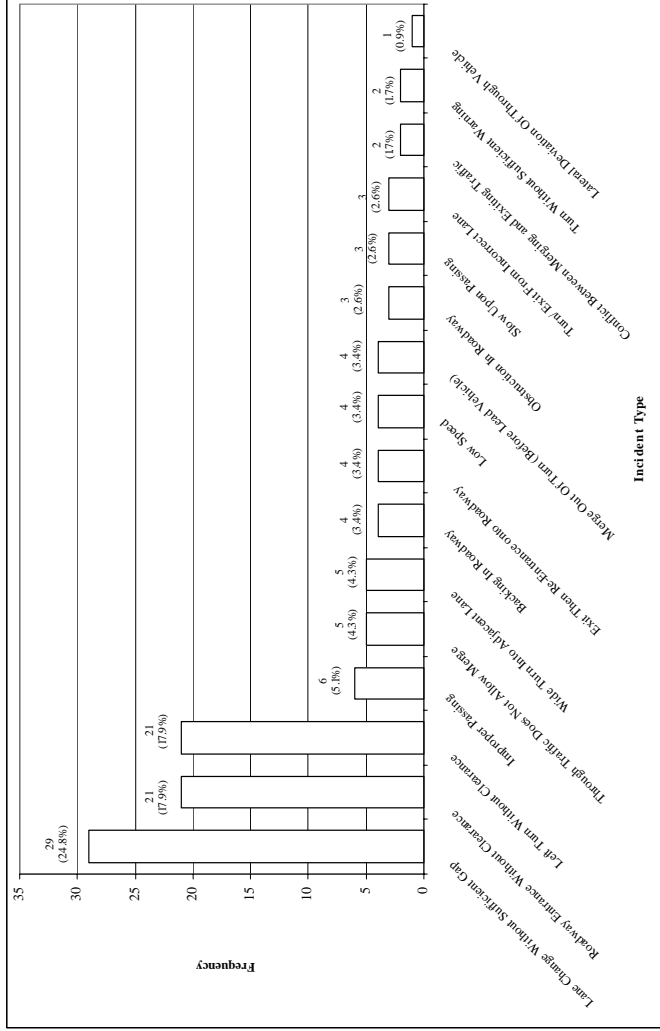 Frequency
35
30
25
20
15
10
5
0
29
(24.8%)
21
(17.9%)
21
(17.9%)
6
(5.1%)
5
(4.3%)
5
(4.3%)
4
(3.4%)
4
(3.4%)
4
(3.4%)
4
(3.4%)
3
(2.6%)
3
(2.6%)
3
(2.6%)
2
(17%)
2
(1.7%)
1
(0.9%)
Lane Change Without Sufficient Gap
Roadway Entrance Without Clearance
Left Turn Without Clearance
Improper Passing
Through Traffic Does Not Allow Merge
Wide Turn Into Adjacent Lane
Backing In Roadway
Exit Then Re-Entrance onto Roadway
Low Speed
Merge Out Of Turn (Before Lead Vehicle)
Obstruction In Roadway
Slow Upon Passing
Turn/Exit From Incorrect Lane
Conflict Between Merging and Exiting Traffic
Turn Without Sufficient Warning
Lateral Deviation Of Through Vehicle
Incident Type